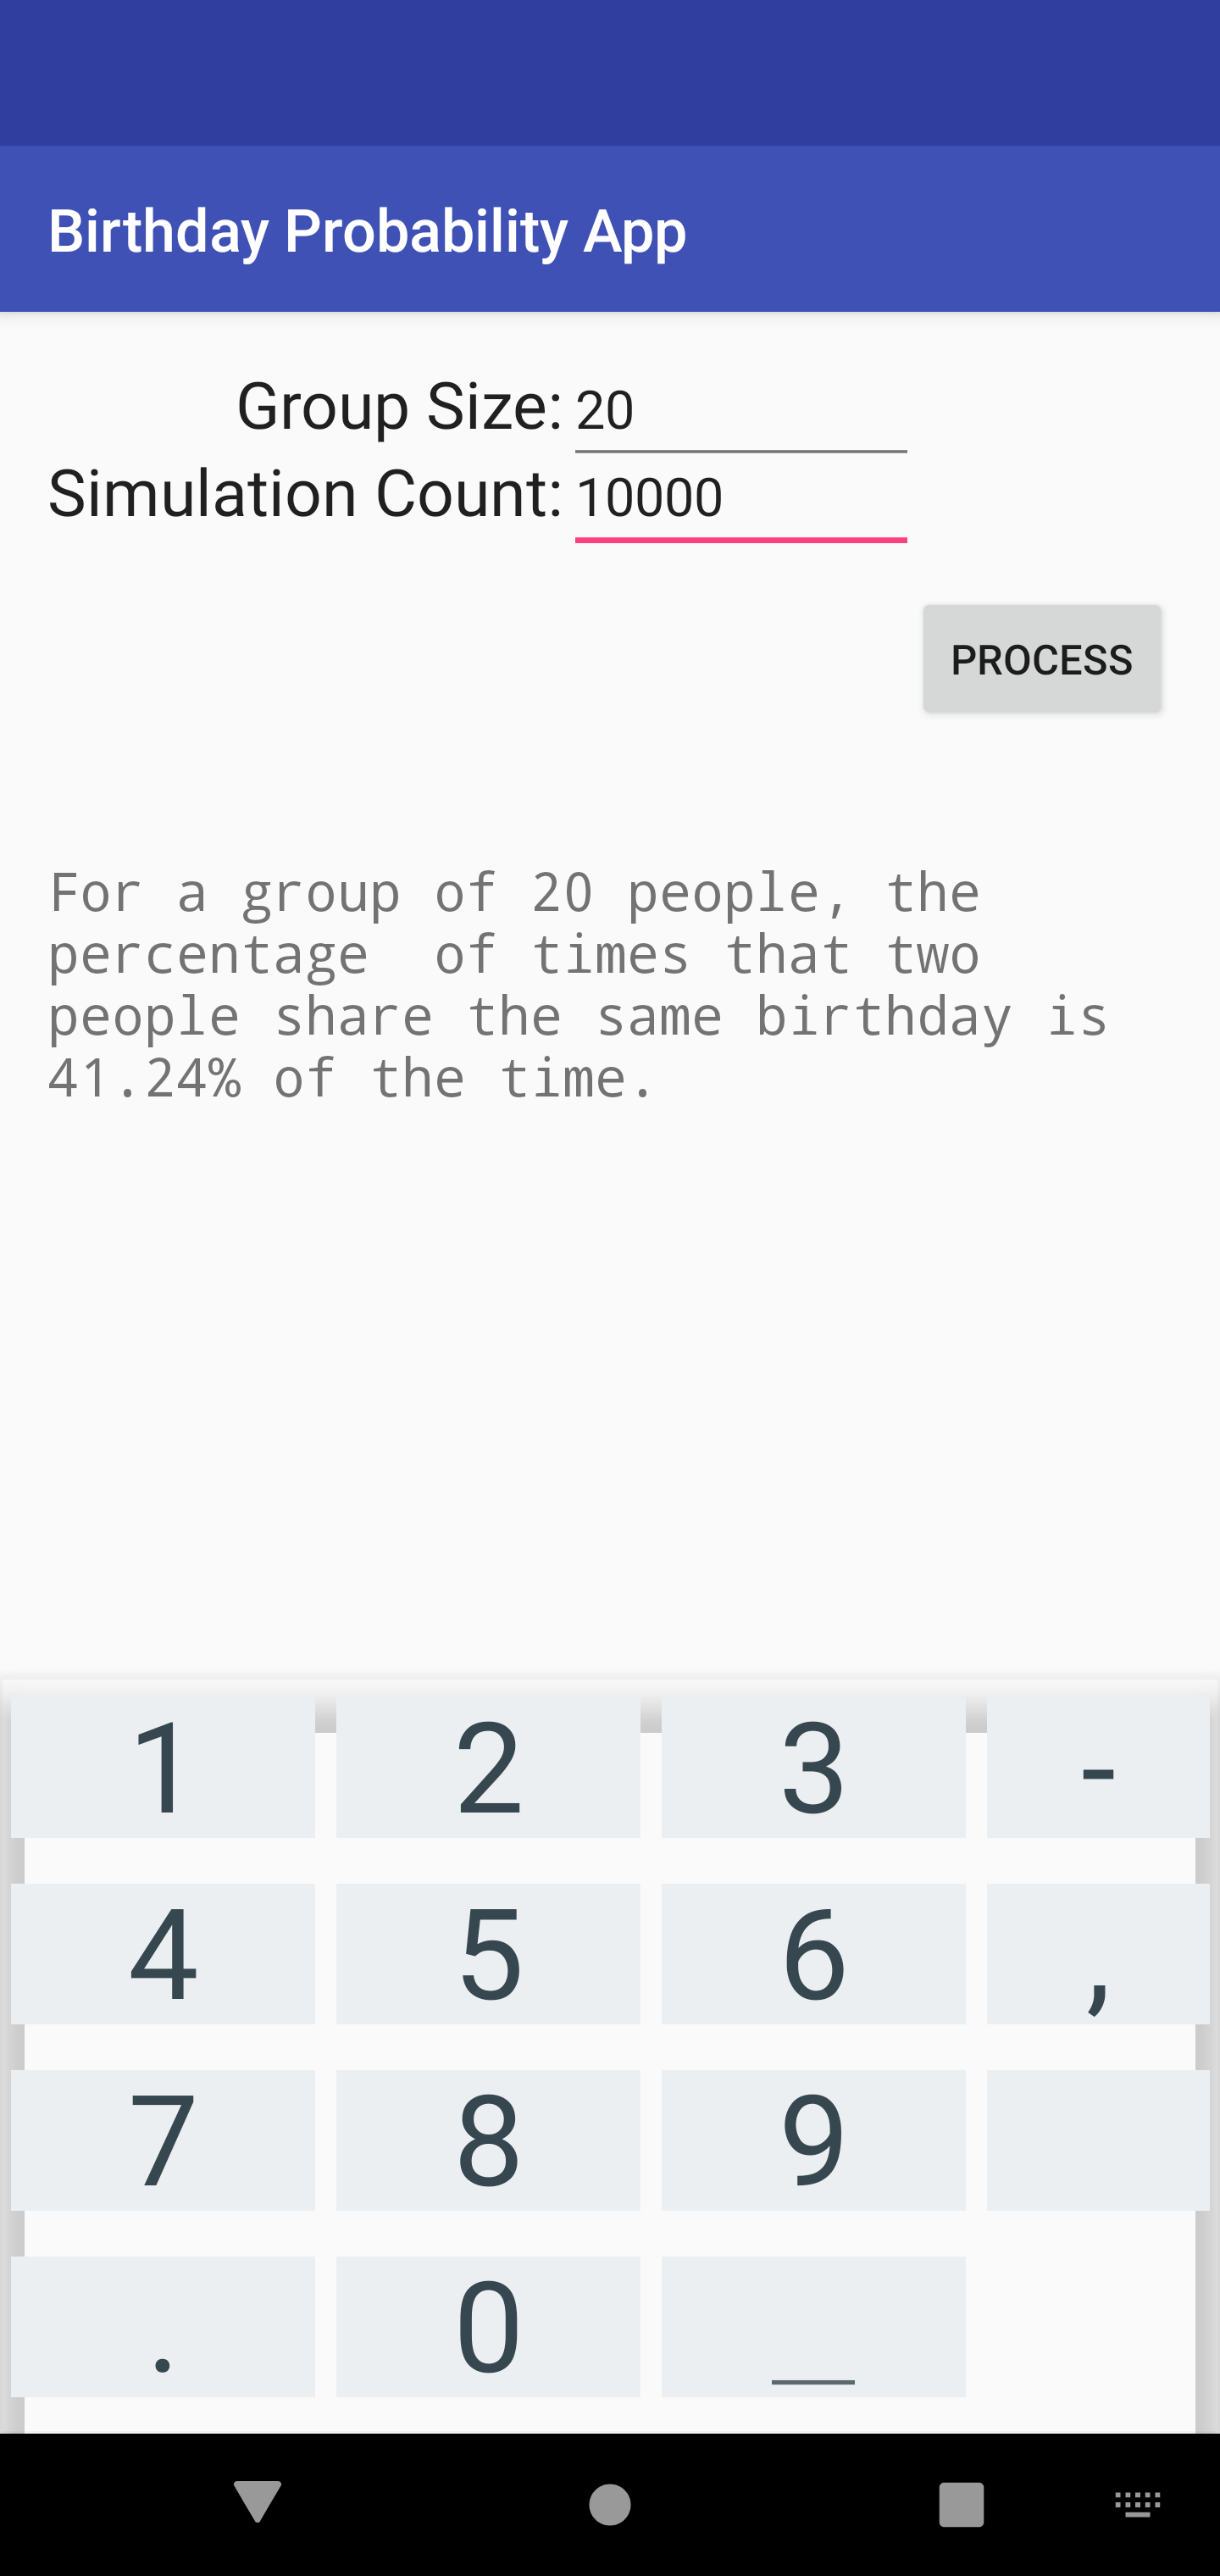 Birthday Probability App
Group Size: 20
Simulation Count: 10000
PROCESS
For a group of 20 people, the
percentage  of times that two
people share the same birthday is
41.24% of the time.
1 2 3 -
4 5 6 ,
7 8 9
. 0 _